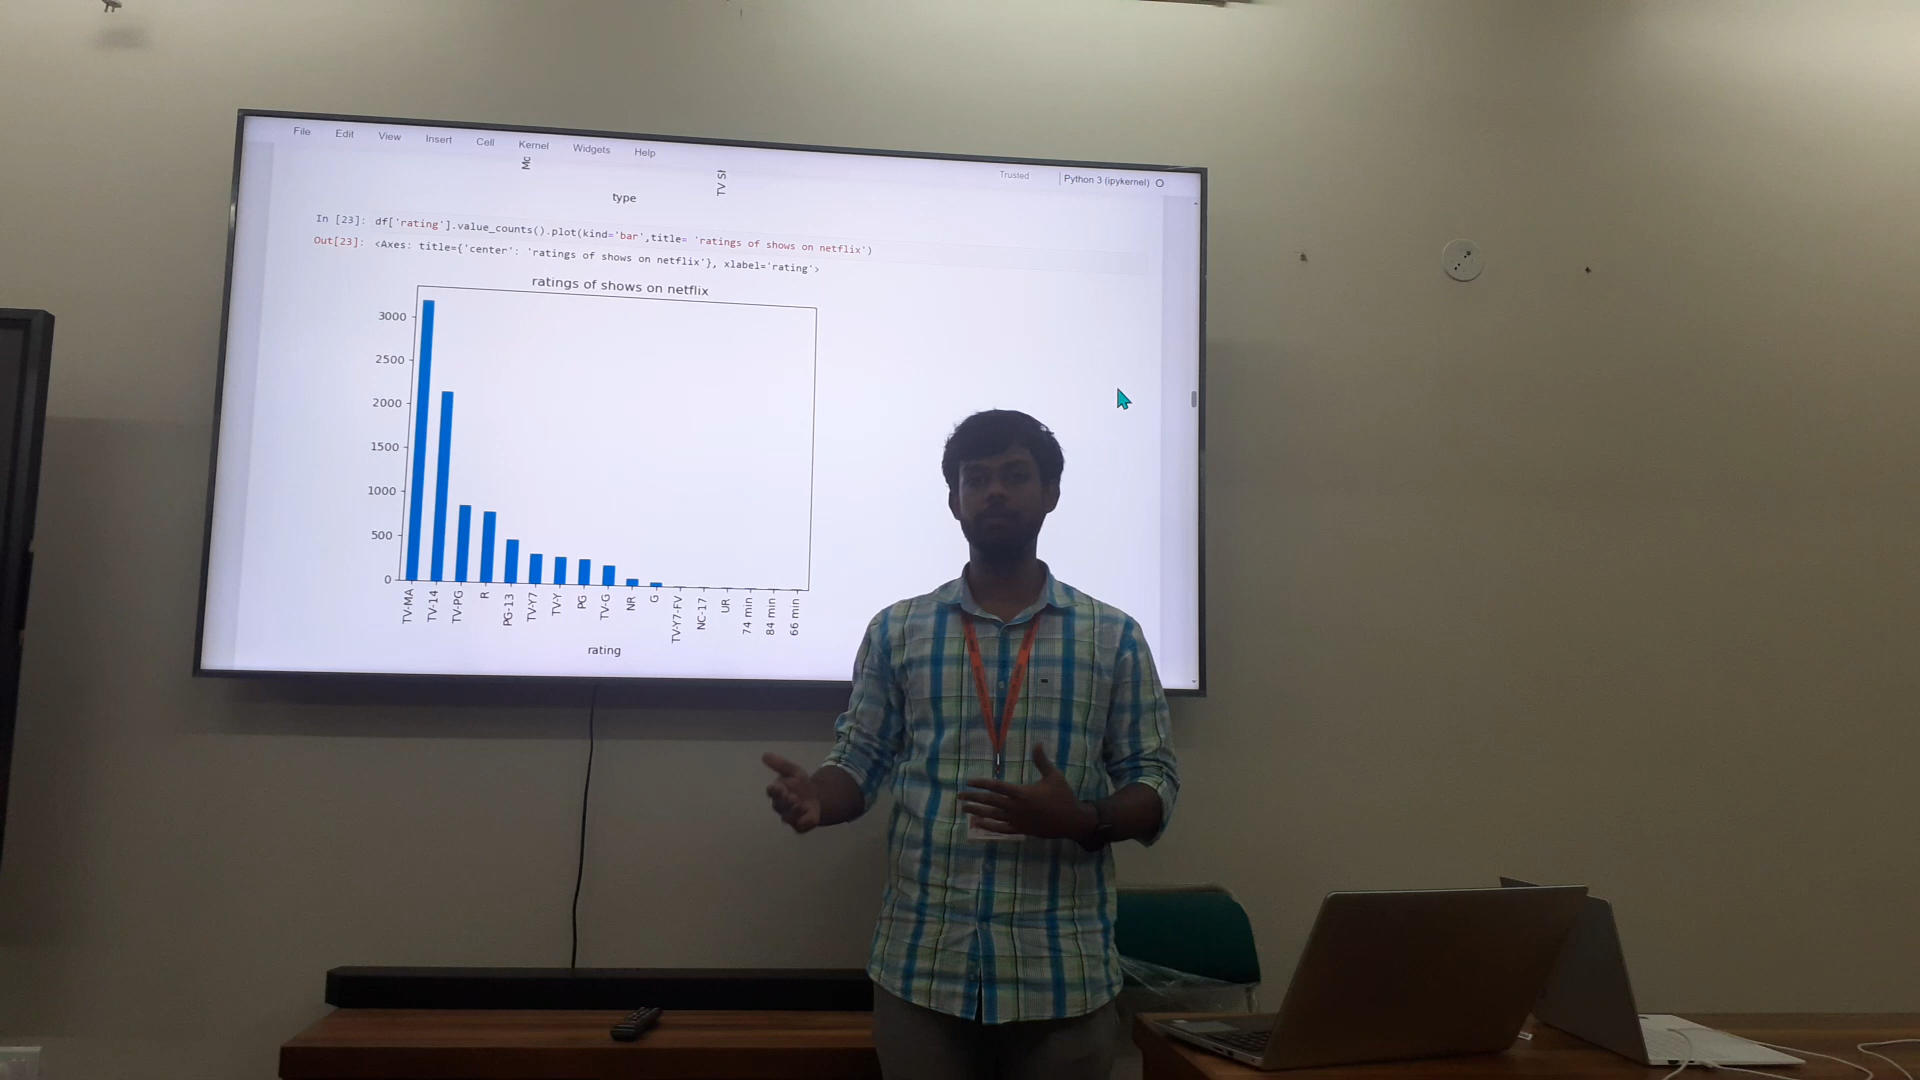 File Edit View Insert Cell Kernel Widgets Help
Trusted Python 3 (ipykernel)
type
In [23]: df['rating'].value_counts().plot(kind='bar',title= 'ratings of shows on netflix')
Out[23]: <Axes: title={'center': 'ratings of shows on netflix'}, xlabel='rating'>
ratings of shows on netflix
3000
2500
2000
1500
1000
500
0
TV-MA TV-14 TV-PG R PG-13 TV-Y7 TV-Y PG TV-G NR G TV-Y7-FV NC-17 UR 74 min 84 min 66 min
rating